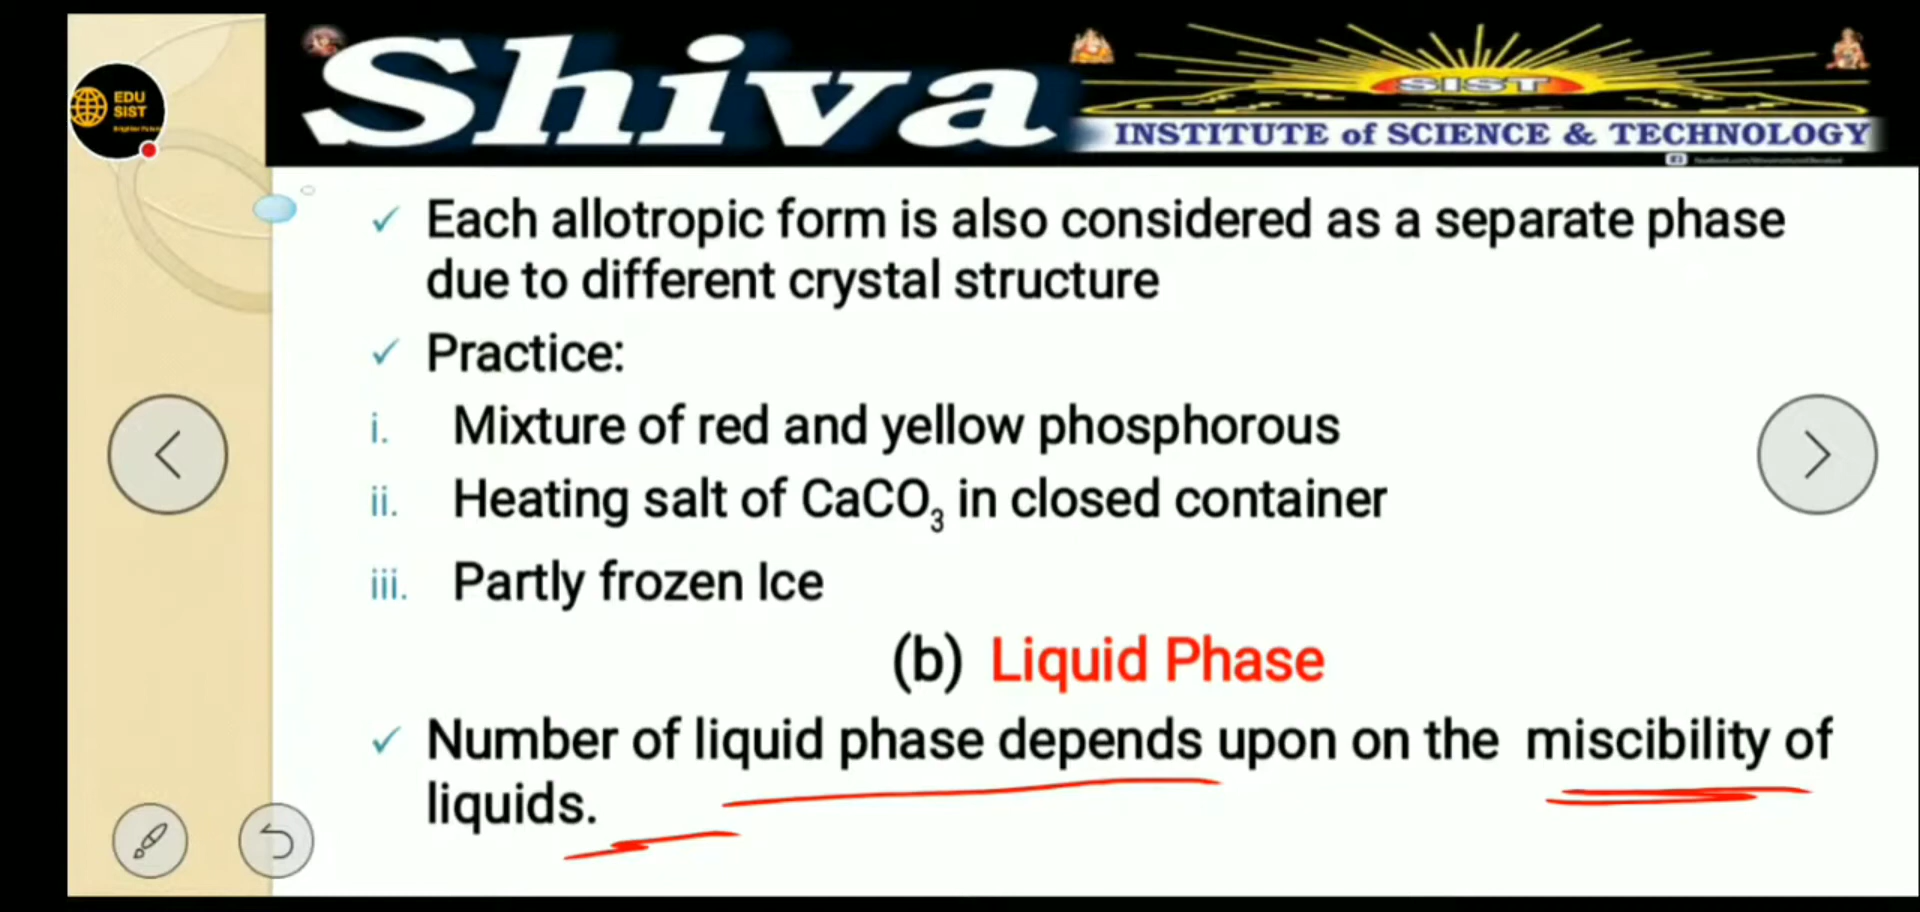 Shiva
SIST
INSTITUTE of SCIENCE & TECHNOLOGY
EDU
SIST
✓ Each allotropic form is also considered as a separate phase
due to different crystal structure
✓ Practice:
i. Mixture of red and yellow phosphorous
ii. Heating salt of CaCO₃ in closed container
iii. Partly frozen Ice
(b) Liquid Phase
✓ Number of liquid phase depends upon on the miscibility of
liquids.